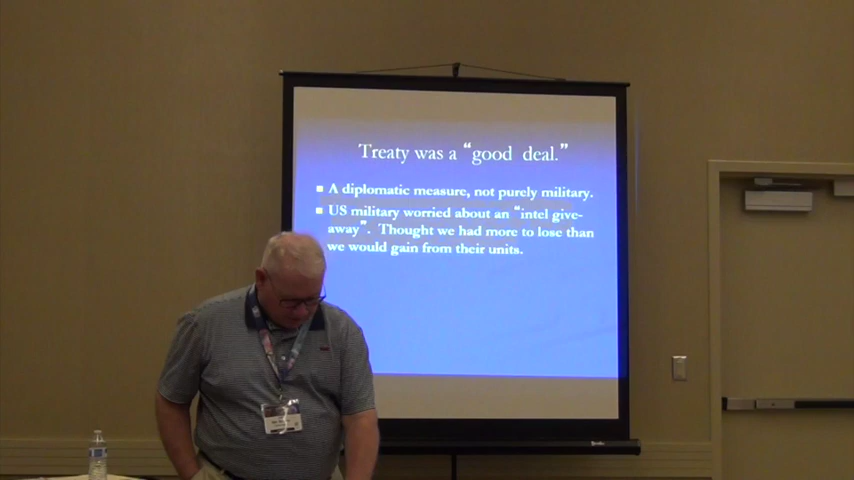 Treaty was a “good deal.”
■ A diplomatic measure, not purely military.
■ US military worried about an “intel give-
away”. Thought we had more to lose than
we would gain from their units.